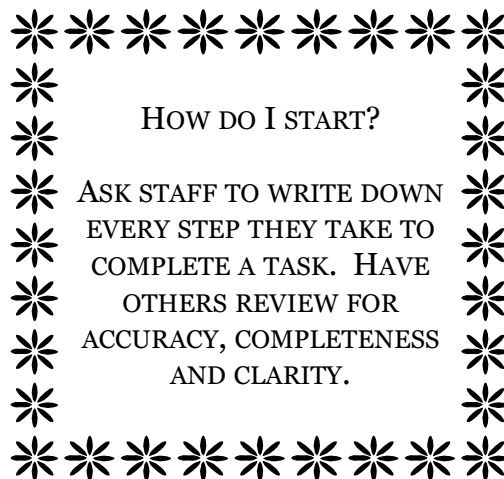 How do I start?
Ask staff to write down
every step they take to
complete a task.  Have
others review for
accuracy, completeness
and clarity.